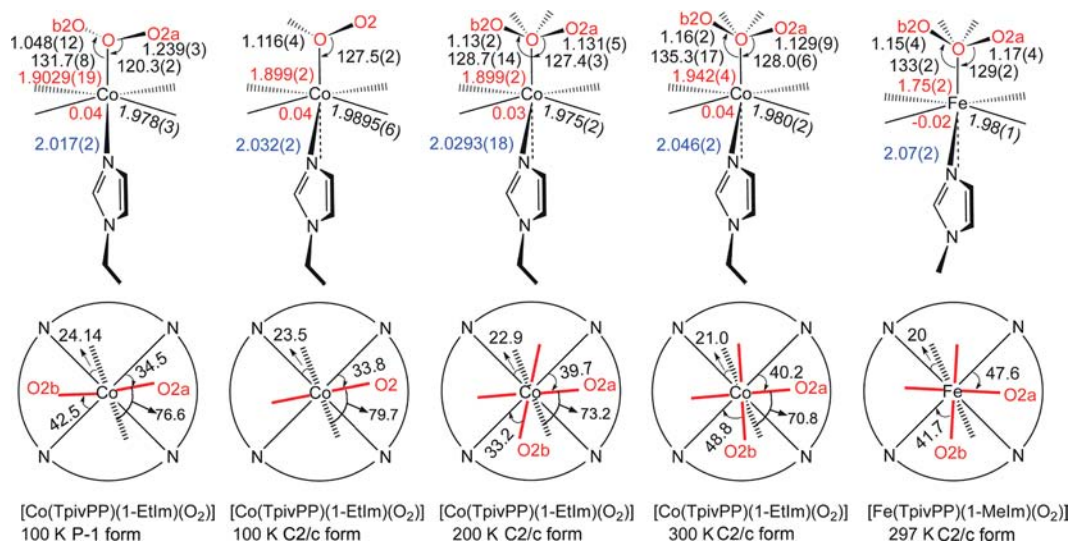 b2O O2a
1.048(12) O 1.239(3)
131.7(8) 120.3(2)
1.9029(19)
Co
0.04 1.978(3)
2.017(2)
N
N
O2
1.116(4) O
127.5(2)
1.899(2)
Co
0.04 1.9895(6)
2.032(2)
N
N
b2O O2a
1.13(2) O 1.131(5)
128.7(14) 127.4(3)
1.899(2)
Co
0.03 1.975(2)
2.0293(18)
N
N
b2O O2a
1.16(2) O 1.129(9)
135.3(17) 128.0(6)
1.942(4)
Co
0.04 1.980(2)
2.046(2)
N
N
b2O O2a
1.15(4) O 1.17(4)
133(2) 129(2)
1.75(2)
Fe
-0.02 1.98(1)
2.07(2)
N
N
N N
24.14
34.5
O2b Co O2a
42.5 76.6
N N
N N
23.5
33.8
Co O2
79.7
N N
N N
22.9
39.7
Co O2a
33.2 73.2
O2b
N N
N N
21.0
40.2
Co O2a
48.8 70.8
O2b
N N
N N
20
47.6
Fe O2a
41.7
O2b
N N
[Co(TpivPP)(1-EtIm)(O₂)]
100 K P-1 form
[Co(TpivPP)(1-EtIm)(O₂)]
100 K C2/c form
[Co(TpivPP)(1-EtIm)(O₂)]
200 K C2/c form
[Co(TpivPP)(1-EtIm)(O₂)]
300 K C2/c form
[Fe(TpivPP)(1-MeIm)(O₂)]
297 K C2/c form